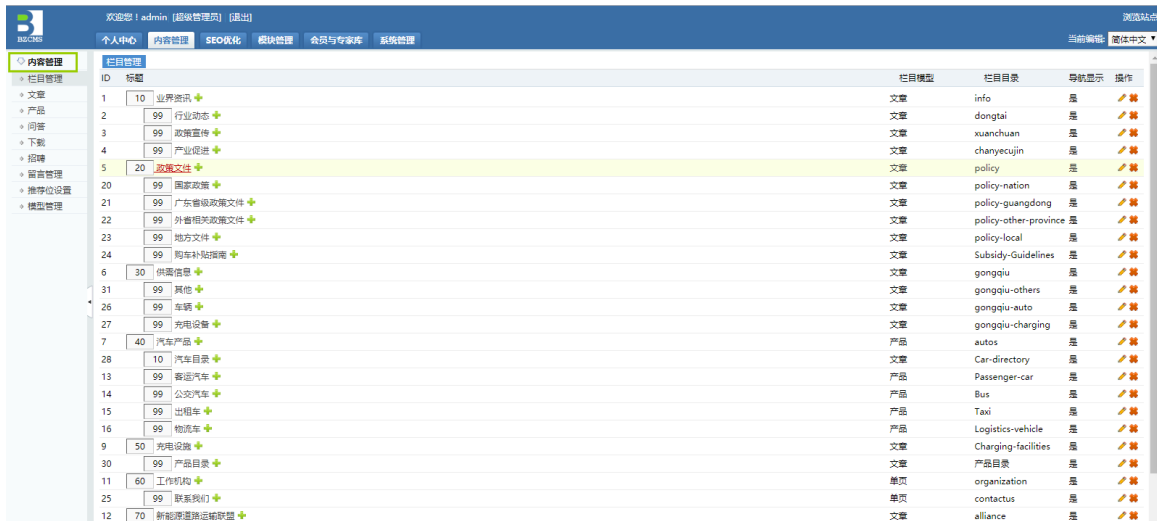 欢迎您！admin [超级管理员] [退出] 浏览站点
BZCMS
个人中心 内容管理 SEO优化 模块管理 会员与专家库 系统管理 当前编辑: 简体中文
内容管理 栏目管理
栏目管理 ID 标题 栏目模型 栏目目录 导航显示 操作
文章 1 10 业界资讯 文章 info 是
产品 2 99 行业动态 文章 dongtai 是
问答 3 99 政策宣传 文章 xuanchuan 是
下载 4 99 产业促进 文章 chanyecujin 是
招聘 5 20 政策文件 文章 policy 是
留言管理 20 99 国家政策 文章 policy-nation 是
推荐位设置 21 99 广东省级政策文件 文章 policy-guangdong 是
模型管理 22 99 外省相关政策文件 文章 policy-other-province 是
23 99 地方文件 文章 policy-local 是
24 99 购车补贴指南 文章 Subsidy-Guidelines 是
6 30 供需信息 文章 gongqiu 是
31 99 其他 文章 gongqiu-others 是
26 99 车辆 文章 gongqiu-auto 是
27 99 充电设备 文章 gongqiu-charging 是
7 40 汽车产品 产品 autos 是
28 10 汽车目录 文章 Car-directory 是
13 99 客运汽车 产品 Passenger-car 是
14 99 公交汽车 产品 Bus 是
15 99 出租车 产品 Taxi 是
16 99 物流车 产品 Logistics-vehicle 是
9 50 充电设施 文章 Charging-facilities 是
30 99 产品目录 文章 产品目录 是
11 60 工作机构 单页 organization 是
25 99 联系我们 单页 contactus 是
12 70 新能源道路运输联盟 文章 alliance 是